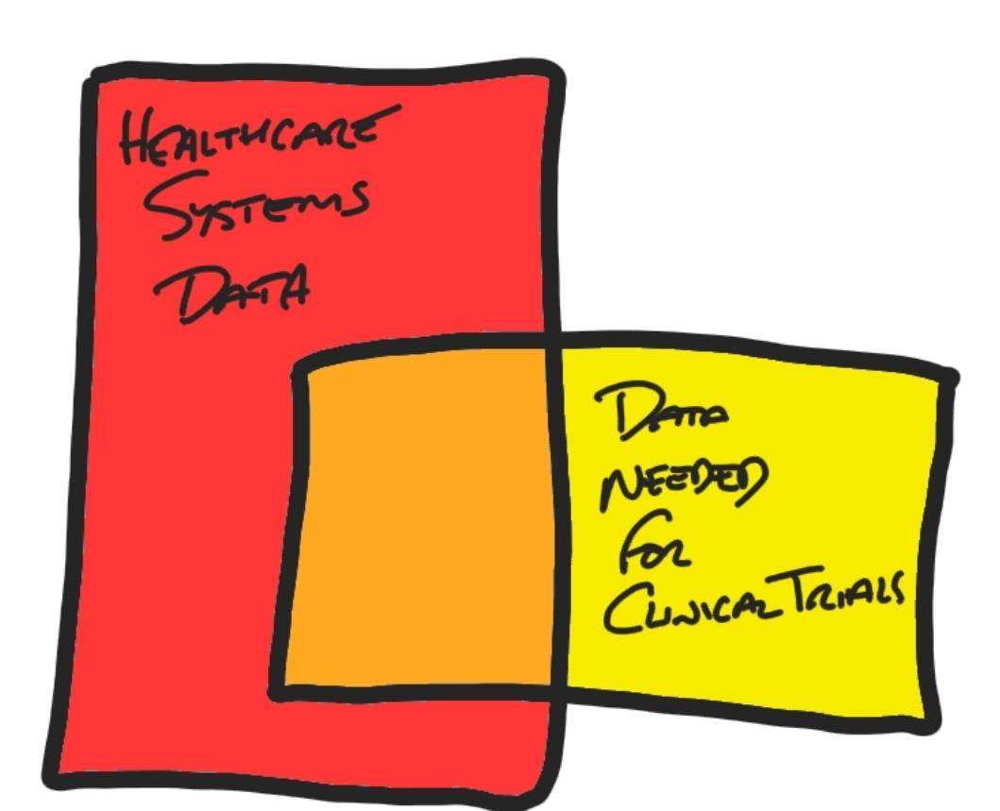 HEALTHCARE
SYSTEMS
DATA
DATA
NEEDED
FOR
CLINICAL TRIALS